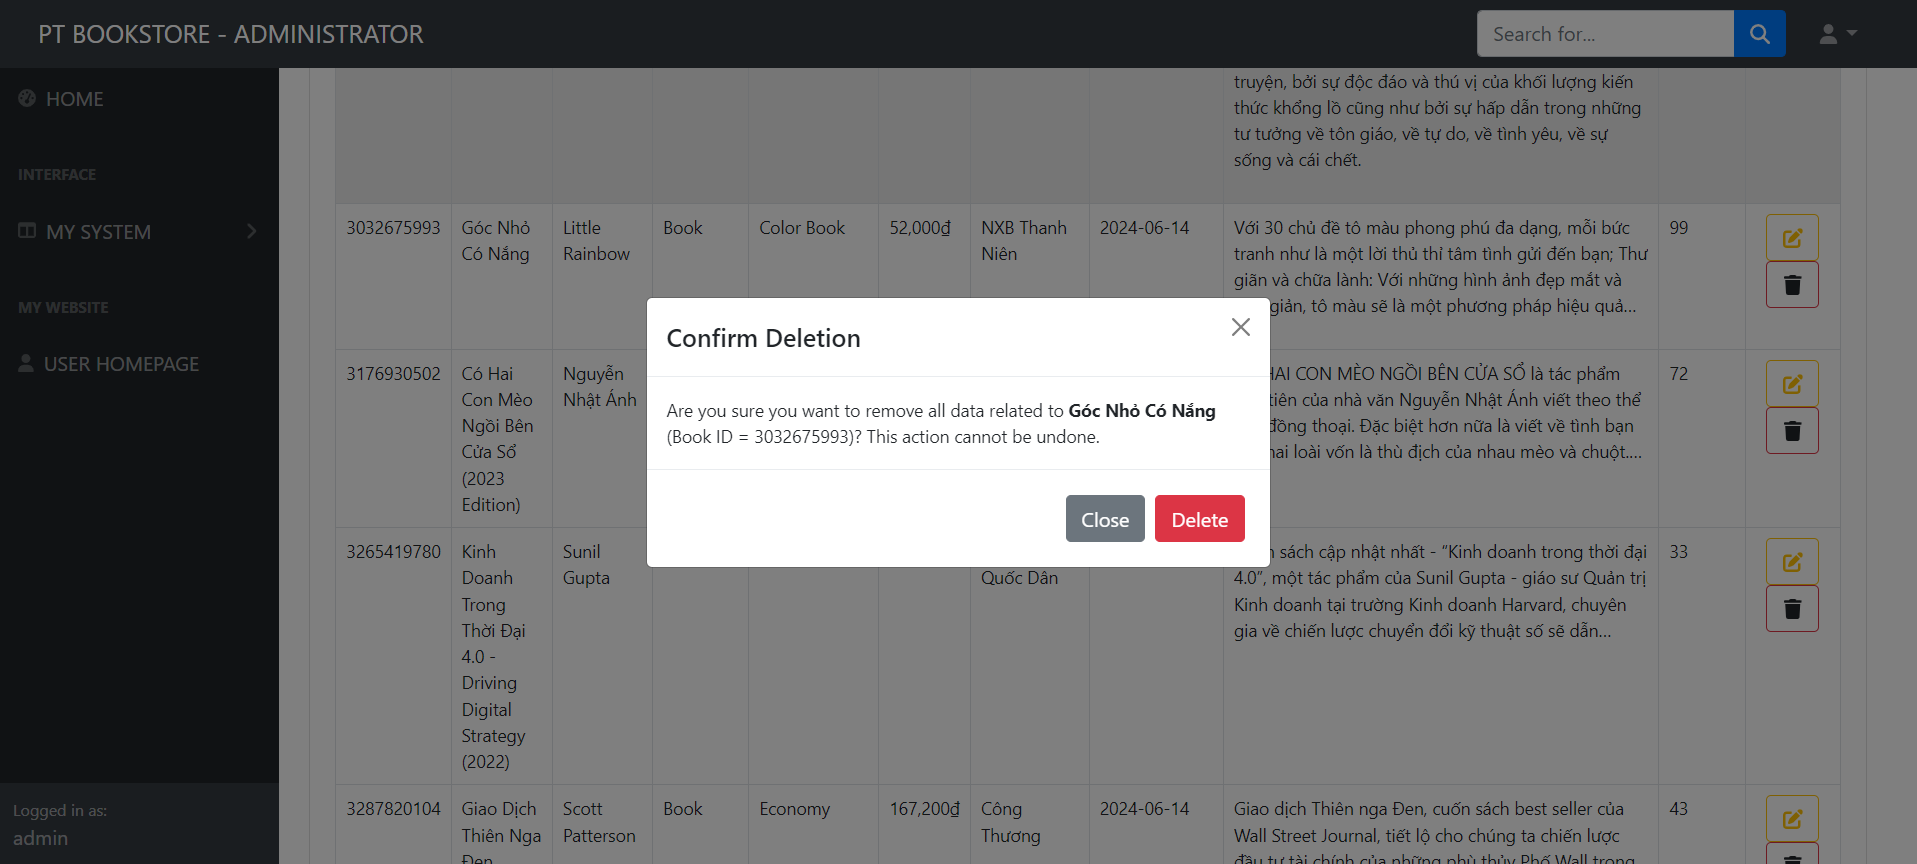 PT BOOKSTORE - ADMINISTRATOR
Search for...
HOME
INTERFACE
MY SYSTEM
MY WEBSITE
USER HOMEPAGE
Logged in as:
admin
truyện, bởi sự độc đáo và thú vị của khối lượng kiến
thức khổng lồ cũng như bởi sự hấp dẫn trong những
tư tưởng về tôn giáo, về tự do, về tình yêu, về sự
sống và cái chết.
3032675993
Góc Nhỏ
Có Nắng
Little
Rainbow
Book
Color Book
52,000₫
NXB Thanh
Niên
2024-06-14
Với 30 chủ đề tô màu phong phú đa dạng, mỗi bức
tranh như là một lời thủ thỉ tâm tình gửi đến bạn; Thư
giãn và chữa lành: Với những hình ảnh đẹp mắt và
giản, tô màu sẽ là một phương pháp hiệu quả...
99
Confirm Deletion
Are you sure you want to remove all data related to Góc Nhỏ Có Nắng
(Book ID = 3032675993)? This action cannot be undone.
Close
Delete
3176930502
Có Hai
Con Mèo
Ngồi Bên
Cửa Sổ
(2023
Edition)
Nguyễn
Nhật Ánh
HAI CON MÈO NGỒI BÊN CỬA SỔ là tác phẩm
tiên của nhà văn Nguyễn Nhật Ánh viết theo thể
đồng thoại. Đặc biệt hơn nữa là viết về tình bạn
hai loài vốn là thù địch của nhau mèo và chuột....
72
3265419780
Kinh
Doanh
Trong
Thời Đại
4.0 -
Driving
Digital
Strategy
(2022)
Sunil
Gupta
Quốc Dân
sách cập nhật nhất - “Kinh doanh trong thời đại
4.0”, một tác phẩm của Sunil Gupta - giáo sư Quản trị
Kinh doanh tại trường Kinh doanh Harvard, chuyên
gia về chiến lược chuyển đổi kỹ thuật số sẽ dẫn...
33
3287820104
Giao Dịch
Thiên Nga
Đen
Scott
Patterson
Book
Economy
167,200₫
Công
Thương
2024-06-14
Giao dịch Thiên nga Đen, cuốn sách best seller của
Wall Street Journal, tiết lộ cho chúng ta chiến lược
đầu tư tài chính của những phù thủy Phố Wall trong
43